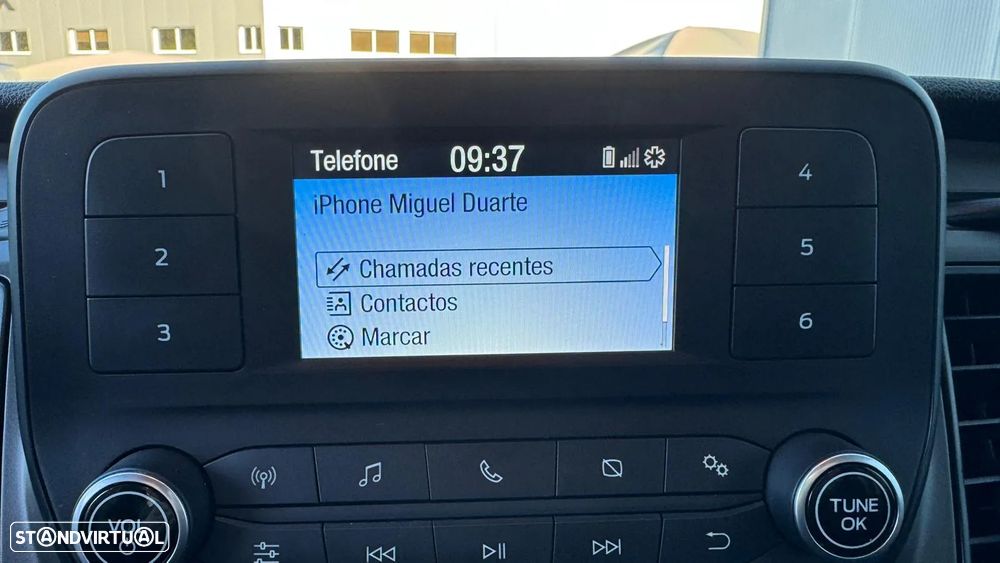 Telefone 09:37
iPhone Miguel Duarte
Chamadas recentes
Contactos
Marcar
1
2
3
4
5
6
VOL
TUNE
OK
STANDVIRTUAL